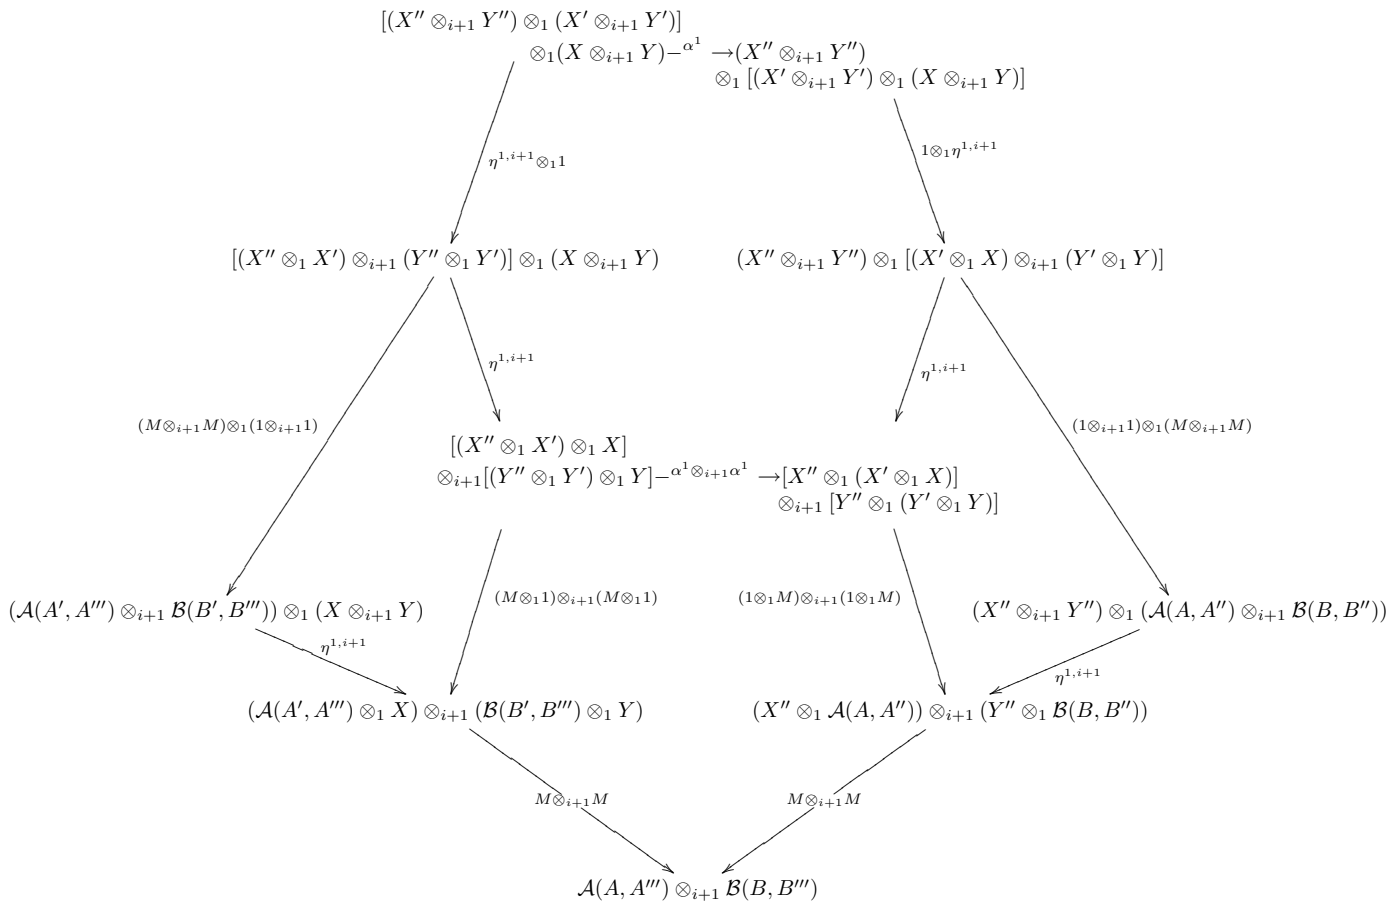 [(X'' ⊗_{i+1} Y'') ⊗_1 (X' ⊗_{i+1} Y')]
⊗_1(X ⊗_{i+1} Y) −^{α^1} → (X'' ⊗_{i+1} Y'')
⊗_1 [(X' ⊗_{i+1} Y') ⊗_1 (X ⊗_{i+1} Y)]
η^{1,i+1}⊗_1 1 1⊗_1 η^{1,i+1}
[(X'' ⊗_1 X') ⊗_{i+1} (Y'' ⊗_1 Y')] ⊗_1 (X ⊗_{i+1} Y) (X'' ⊗_{i+1} Y'') ⊗_1 [(X' ⊗_1 X) ⊗_{i+1} (Y' ⊗_1 Y)]
η^{1,i+1} η^{1,i+1}
(M⊗_{i+1}M)⊗_1(1⊗_{i+1}1) (1⊗_{i+1}1)⊗_1(M⊗_{i+1}M)
[(X'' ⊗_1 X') ⊗_1 X]
⊗_{i+1}[(Y'' ⊗_1 Y') ⊗_1 Y] −^{α^1⊗_{i+1}α^1} → [X'' ⊗_1 (X' ⊗_1 X)]
⊗_{i+1} [Y'' ⊗_1 (Y' ⊗_1 Y)]
(M⊗_1 1)⊗_{i+1}(M⊗_1 1) (1⊗_1 M)⊗_{i+1}(1⊗_1 M)
(𝒜(A', A''') ⊗_{i+1} ℬ(B', B''')) ⊗_1 (X ⊗_{i+1} Y) (X'' ⊗_{i+1} Y'') ⊗_1 (𝒜(A, A'') ⊗_{i+1} ℬ(B, B''))
η^{1,i+1} η^{1,i+1}
(𝒜(A', A''') ⊗_1 X) ⊗_{i+1} (ℬ(B', B''') ⊗_1 Y) (X'' ⊗_1 𝒜(A, A'')) ⊗_{i+1} (Y'' ⊗_1 ℬ(B, B''))
M⊗_{i+1}M M⊗_{i+1}M
𝒜(A, A''') ⊗_{i+1} ℬ(B, B''')